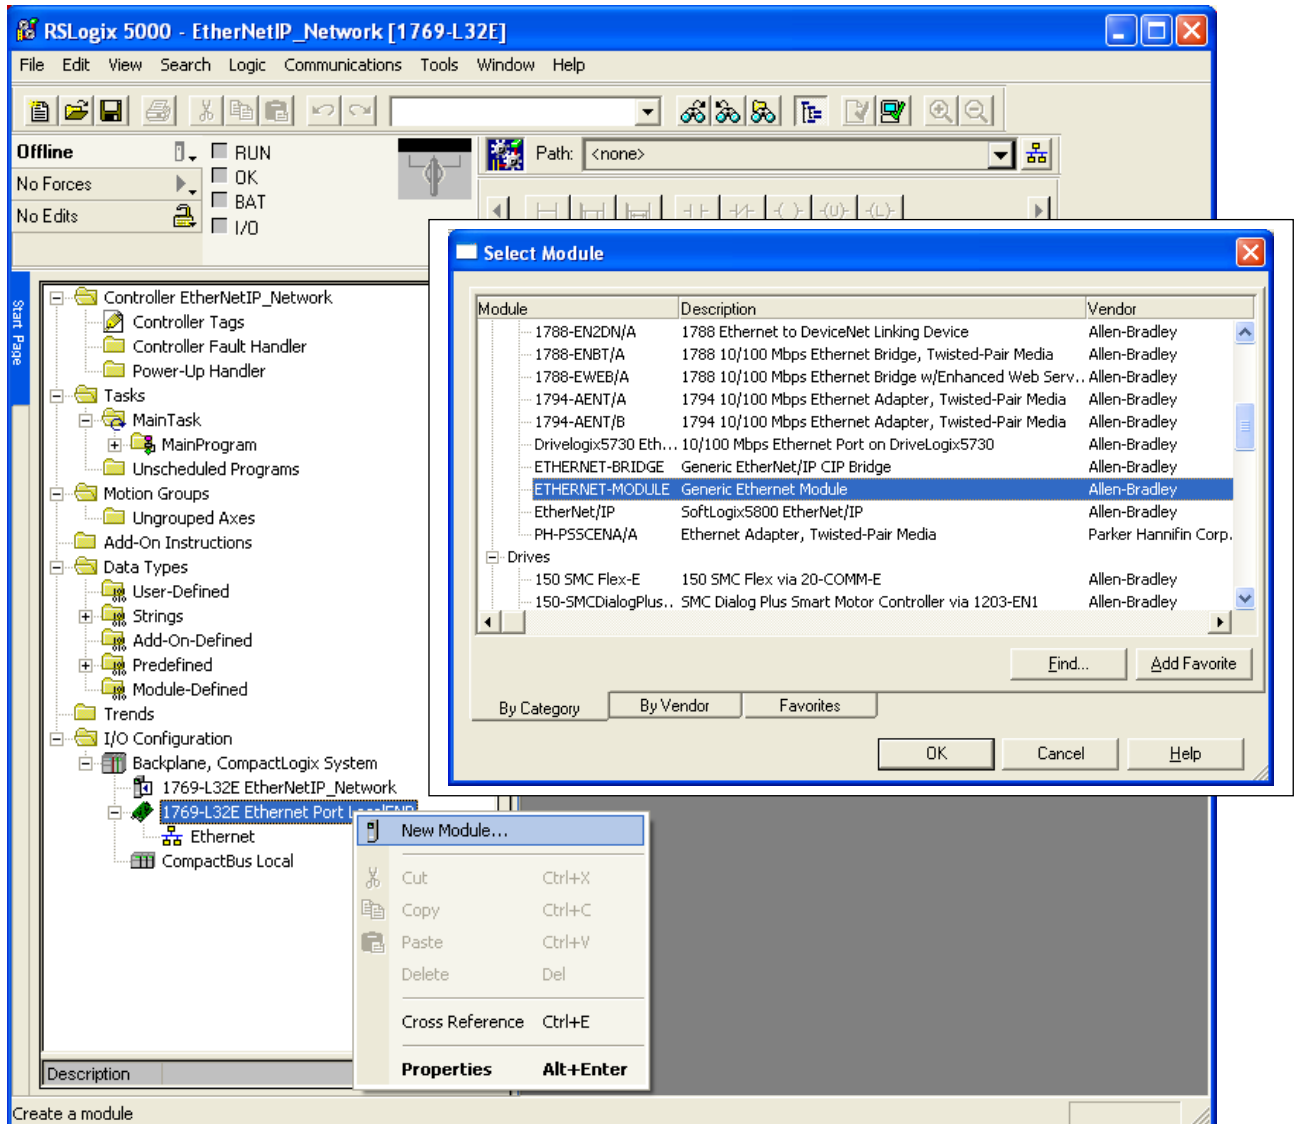 RSLogix 5000 - EtherNetIP_Network [1769-L32E]
File Edit View Search Logic Communications Tools Window Help
Offline
RUN
Path: <none>
No Forces
OK
BAT
No Edits
I/O
Start Page
Controller EtherNetIP_Network
Controller Tags
Controller Fault Handler
Power-Up Handler
Tasks
MainTask
MainProgram
Unscheduled Programs
Motion Groups
Ungrouped Axes
Add-On Instructions
Data Types
User-Defined
Strings
Add-On-Defined
Predefined
Module-Defined
Trends
I/O Configuration
Backplane, CompactLogix System
1769-L32E EtherNetIP_Network
1769-L32E Ethernet Port LocalENB
Ethernet
CompactBus Local
Description
Create a module
New Module...
Cut Ctrl+X
Copy Ctrl+C
Paste Ctrl+V
Delete Del
Cross Reference Ctrl+E
Properties Alt+Enter
Select Module
Module Description Vendor
1788-EN2DN/A 1788 Ethernet to DeviceNet Linking Device Allen-Bradley
1788-ENBT/A 1788 10/100 Mbps Ethernet Bridge, Twisted-Pair Media Allen-Bradley
1788-EWEB/A 1788 10/100 Mbps Ethernet Bridge w/Enhanced Web Serv.. Allen-Bradley
1794-AENT/A 1794 10/100 Mbps Ethernet Adapter, Twisted-Pair Media Allen-Bradley
1794-AENT/B 1794 10/100 Mbps Ethernet Adapter, Twisted-Pair Media Allen-Bradley
Drivelogix5730 Eth... 10/100 Mbps Ethernet Port on DriveLogix5730 Allen-Bradley
ETHERNET-BRIDGE Generic EtherNet/IP CIP Bridge Allen-Bradley
ETHERNET-MODULE Generic Ethernet Module Allen-Bradley
EtherNet/IP SoftLogix5800 EtherNet/IP Allen-Bradley
PH-PSSCENA/A Ethernet Adapter, Twisted-Pair Media Parker Hannifin Corp.
Drives
150 SMC Flex-E 150 SMC Flex via 20-COMM-E Allen-Bradley
150-SMCDialogPlus.. SMC Dialog Plus Smart Motor Controller via 1203-EN1 Allen-Bradley
Find... Add Favorite
By Category By Vendor Favorites
OK Cancel Help